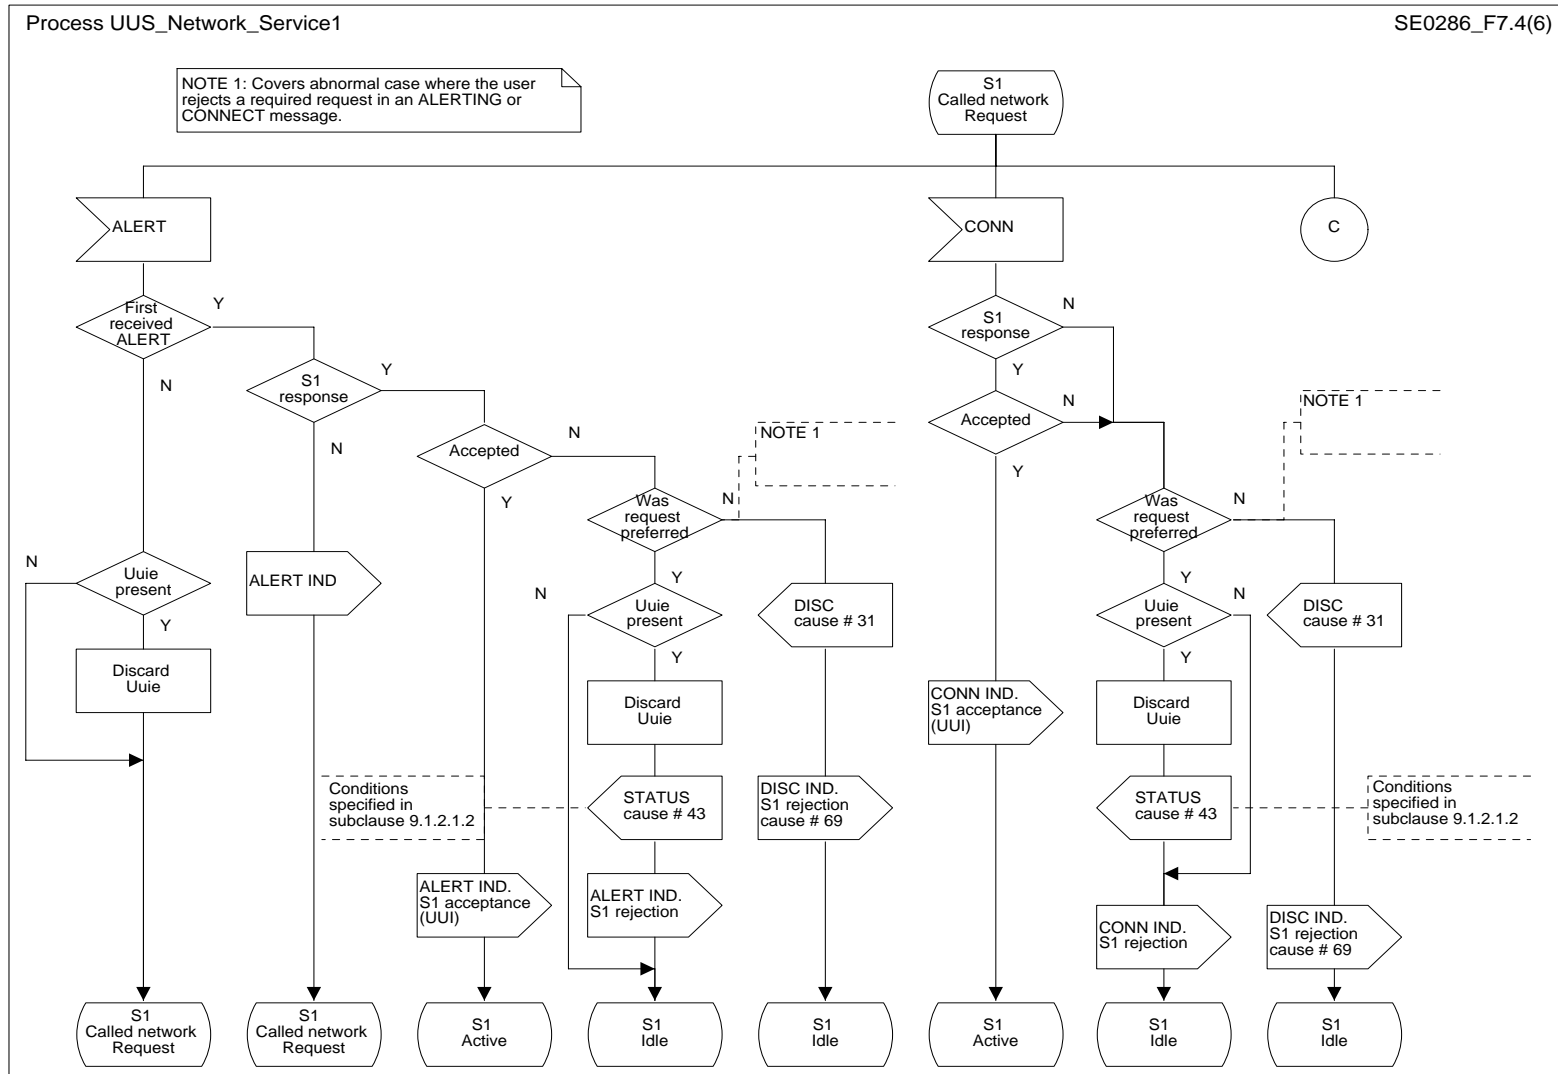 Process UUS_Network_Service1
SE0286_F7.4(6)
NOTE 1: Covers abnormal case where the user
rejects a required request in an ALERTING or
CONNECT message.
S1
Called network
Request
ALERT
CONN
C
First
received
ALERT
Y
N
S1
response
Y
N
Accepted
N
Y
NOTE 1
Was
request
preferred
N
Y
S1
response
N
Y
Accepted
N
Y
NOTE 1
Was
request
preferred
N
Y
N
Uuie
present
Y
Discard
Uuie
ALERT IND
N
Uuie
present
Y
Discard
Uuie
DISC
cause # 31
Uuie
present
N
Y
Discard
Uuie
DISC
cause # 31
CONN IND.
S1 acceptance
(UUI)
Conditions
specified in
subclause 9.1.2.1.2
STATUS
cause # 43
DISC IND.
S1 rejection
cause # 69
STATUS
cause # 43
Conditions
specified in
subclause 9.1.2.1.2
ALERT IND.
S1 acceptance
(UUI)
ALERT IND.
S1 rejection
CONN IND.
S1 rejection
DISC IND.
S1 rejection
cause # 69
S1
Called network
Request
S1
Called network
Request
S1
Active
S1
Idle
S1
Idle
S1
Active
S1
Idle
S1
Idle